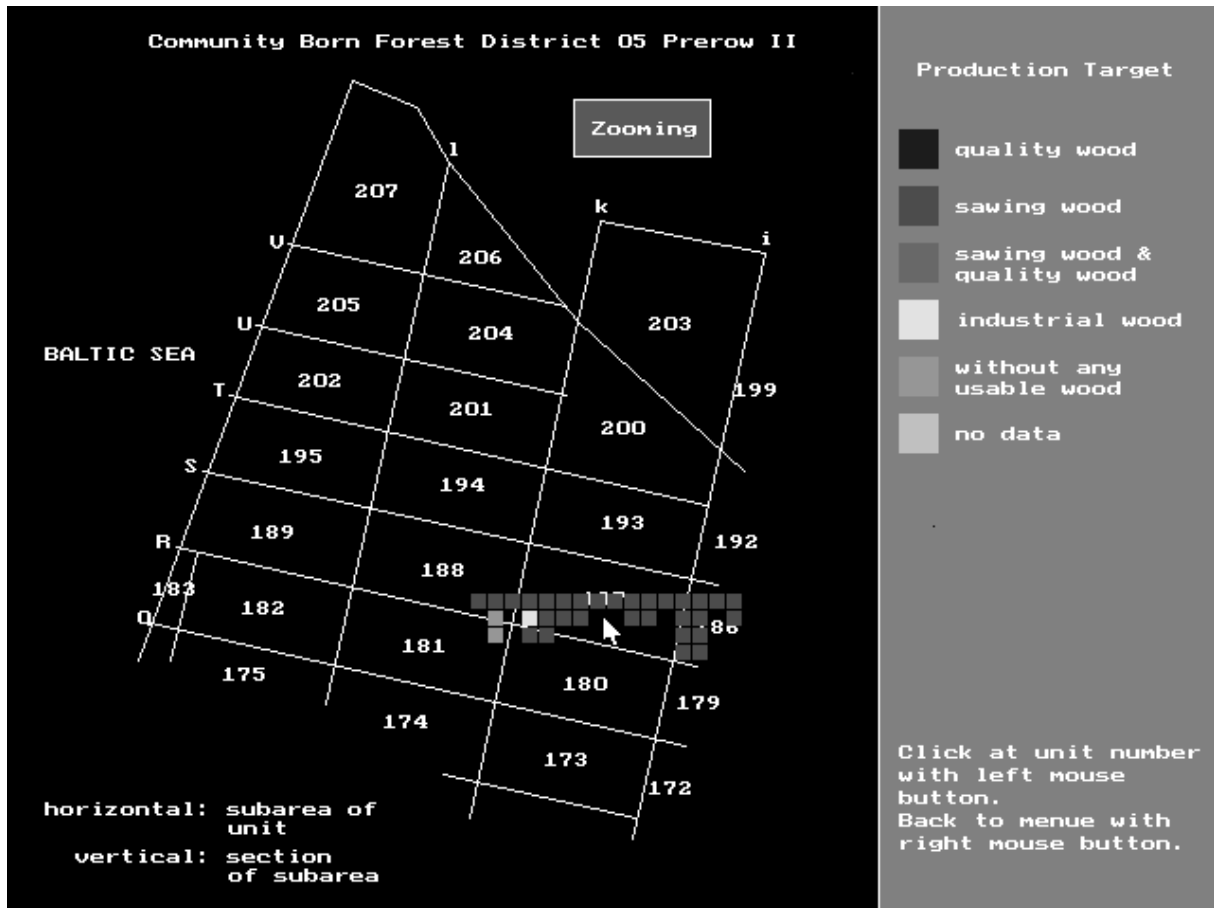 Community Born Forest District 05 Prerow II
Production Target
Zooming
l
quality wood
207
k
sawing wood
i
V
206
sawing wood &
quality wood
205
U
204
203
industrial wood
BALTIC SEA
202
without any
usable wood
T
199
201
200
no data
195
S
194
193
189
R
192
188
183
182
Q
181
175
180
179
174
173
Click at unit number
with left mouse
button.
172
Back to menue with
right mouse button.
horizontal: subarea of
unit
vertical: section
of subarea